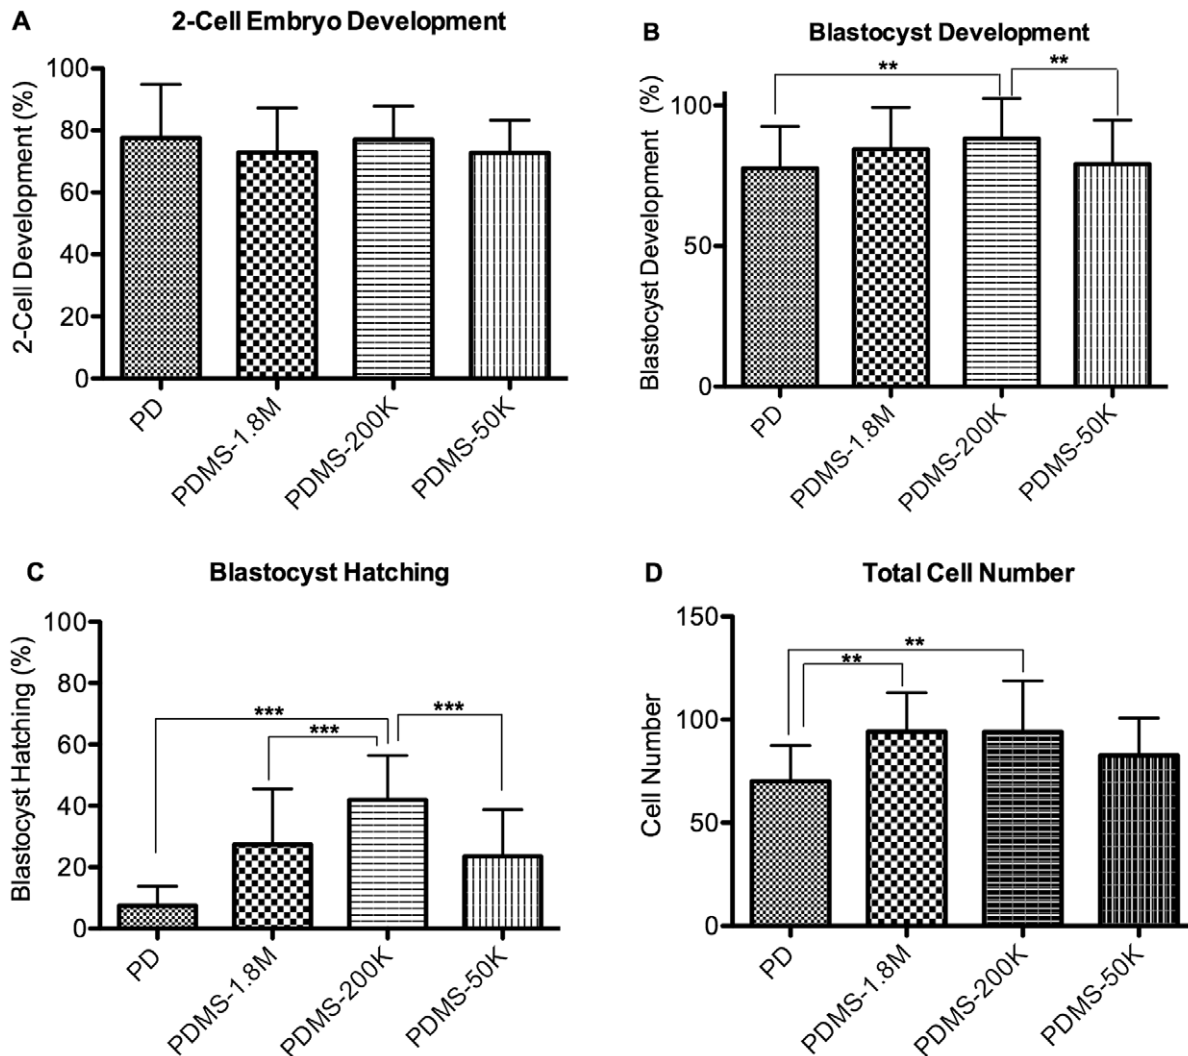 A
2-Cell Embryo Development
2-Cell Development (%)
100
80
60
40
20
0
PD
PDMS-1.8M
PDMS-200K
PDMS-50K
B
Blastocyst Development
Blastocyst Development (%)
**
**
100
50
0
PD
PDMS-1.8M
PDMS-200K
PDMS-50K
C
Blastocyst Hatching
Blastocyst Hatching (%)
100
80
60
40
20
0
***
***
***
PD
PDMS-1.8M
PDMS-200K
PDMS-50K
D
Total Cell Number
Cell Number
150
100
50
0
**
**
PD
PDMS-1.8M
PDMS-200K
PDMS-50K